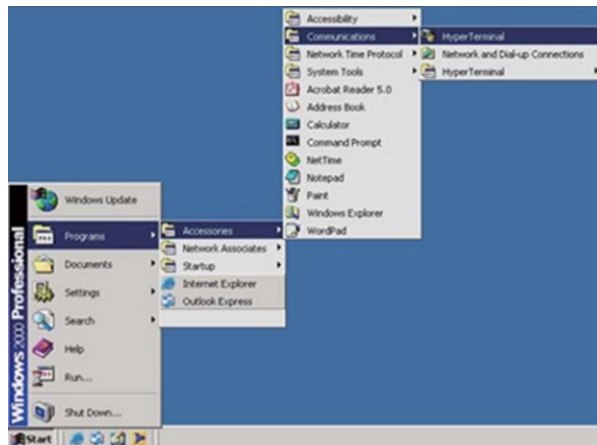 Accessibility
Communications
Network Time Protocol
System Tools
Acrobat Reader 5.0
Address Book
Calculator
Command Prompt
NetTime
Notepad
Paint
Windows Explorer
WordPad
HyperTerminal
Network and Dial-up Connections
HyperTerminal
Windows Update
Programs
Documents
Settings
Search
Help
Run...
Shut Down...
Accessories
Network Associates
Startup
Internet Explorer
Outlook Express
Windows 2000 Professional
Start